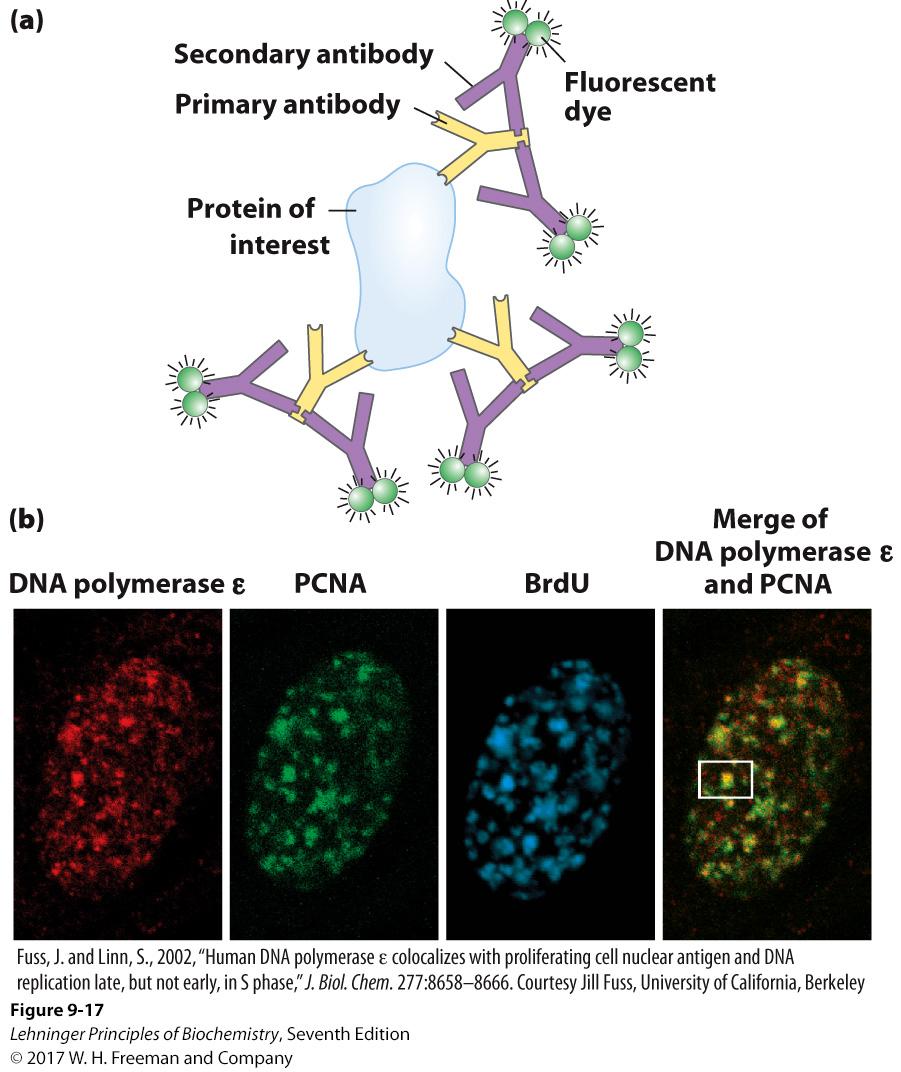 (a)
Secondary antibody
Primary antibody
Fluorescent
dye
Protein of
interest
(b)
DNA polymerase ε
PCNA
BrdU
Merge of
DNA polymerase ε
and PCNA
Fuss, J. and Linn, S., 2002, “Human DNA polymerase ε colocalizes with proliferating cell nuclear antigen and DNA
replication late, but not early, in S phase,” J. Biol. Chem. 277:8658–8666. Courtesy Jill Fuss, University of California, Berkeley
Figure 9-17
Lehninger Principles of Biochemistry, Seventh Edition
© 2017 W. H. Freeman and Company